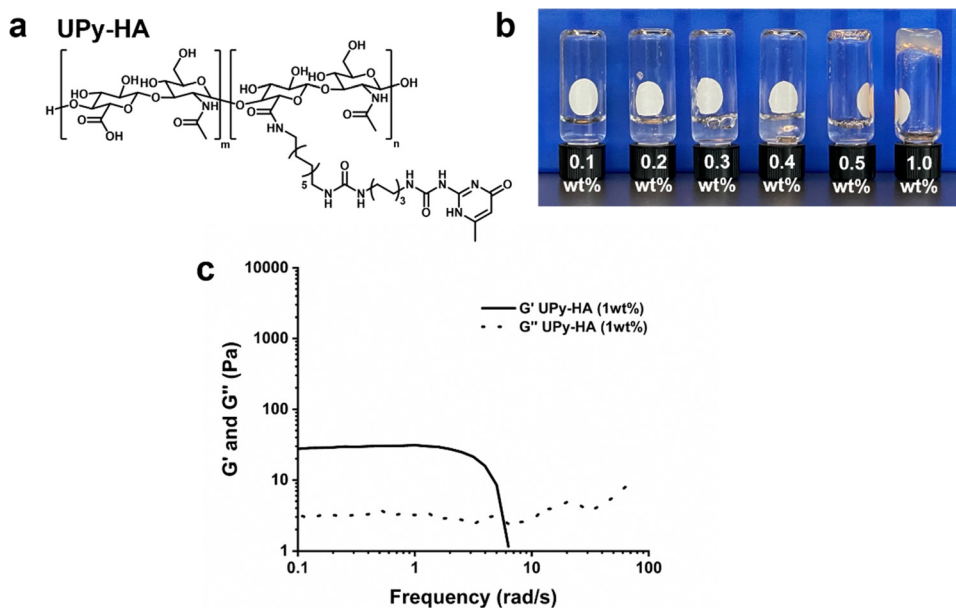 a UPy-HA
b
OH
OH
OH
HO
OH
HO
OH
O
O
O
O
O
O
O
O
H
HO
NH
HO
NH
O
OH
O
O
NH
O
m
n
5
N
H
O
N
H
3
H
N
O
H
N
N
O
HN
0.1
wt%
0.2
wt%
0.3
wt%
0.4
wt%
0.5
wt%
1.0
wt%
c
10000
1000
100
10
1
G' and G'' (Pa)
G' UPy-HA (1wt%)
G'' UPy-HA (1wt%)
0.1 1 10 100
Frequency (rad/s)